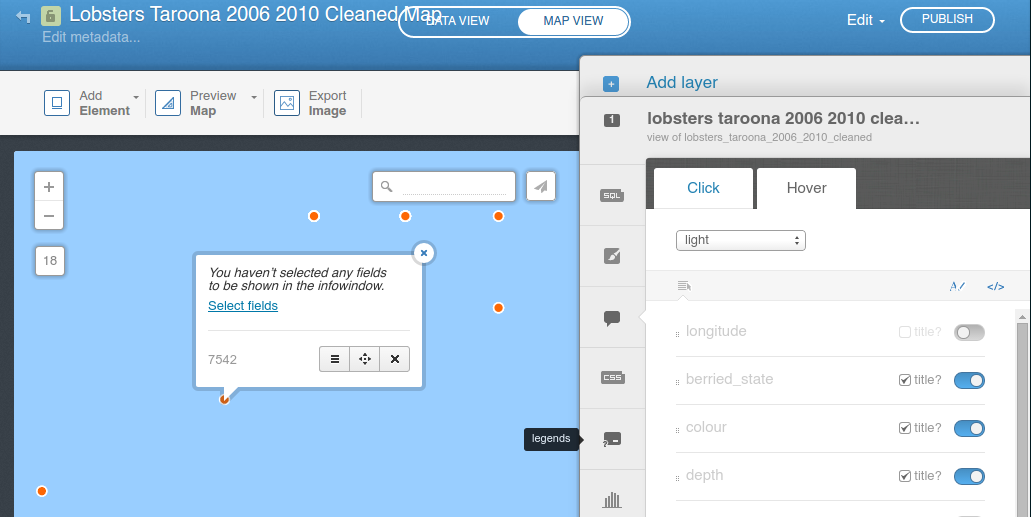 Lobsters Taroona 2006 2010 Cleaned Map
DATA VIEW
MAP VIEW
Edit
PUBLISH
Edit metadata...
Add layer
Add
Element
Preview
Map
Export
Image
1
lobsters taroona 2006 2010 clea…
view of lobsters_taroona_2006_2010_cleaned
Click
Hover
+
−
18
SQL
light
You haven't selected any fields
to be shown in the infowindow.
Select fields
7542
A
</>
longitude
title?
berried_state
title?
CSS
colour
title?
legends
depth
title?